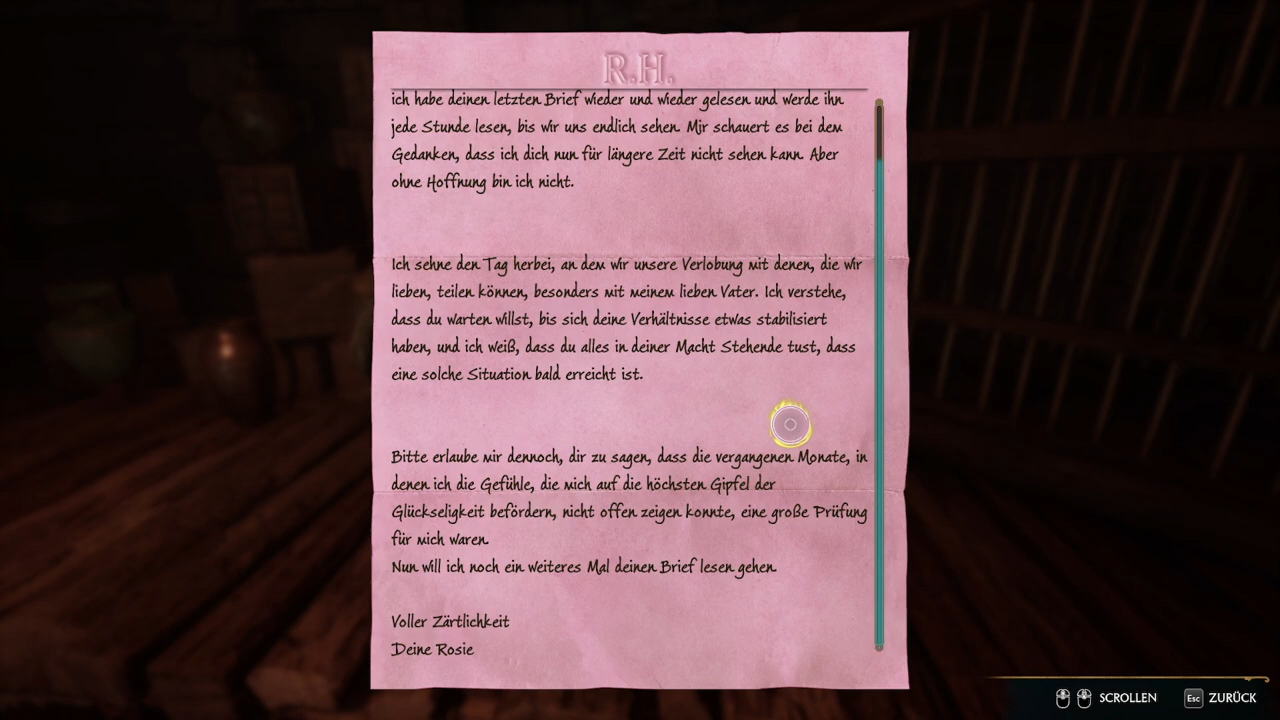 R.H.
ich habe deinen letzten Brief wieder und wieder gelesen und werde ihn
jede Stunde lesen, bis wir uns endlich sehen. Mir schauert es bei dem
Gedanken, dass ich dich nun für längere Zeit nicht sehen kann. Aber
ohne Hoffnung bin ich nicht.
Ich sehne den Tag herbei, an dem wir unsere Verlobung mit denen, die wir
lieben, teilen können, besonders mit meinem lieben Vater. Ich verstehe,
dass du warten willst, bis sich deine Verhältnisse etwas stabilisiert
haben, und ich weiß, dass du alles in deiner Macht Stehende tust, dass
eine solche Situation bald erreicht ist.
Bitte erlaube mir dennoch, dir zu sagen, dass die vergangenen Monate, in
denen ich die Gefühle, die mich auf die höchsten Gipfel der
Glückseligkeit befördern, nicht offen zeigen konnte, eine große Prüfung
für mich waren.
Nun will ich noch ein weiteres Mal deinen Brief lesen gehen.
Voller Zärtlichkeit
Deine Rosie
SCROLLEN
Esc ZURÜCK